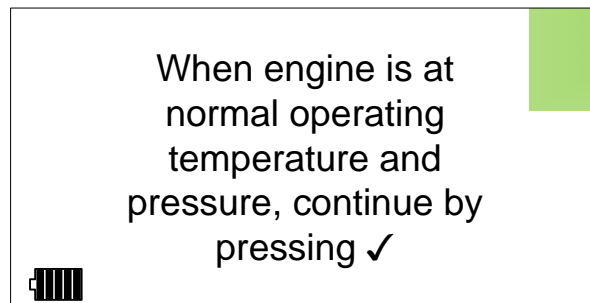 When engine is at
normal operating
temperature and
pressure, continue by
pressing ✓